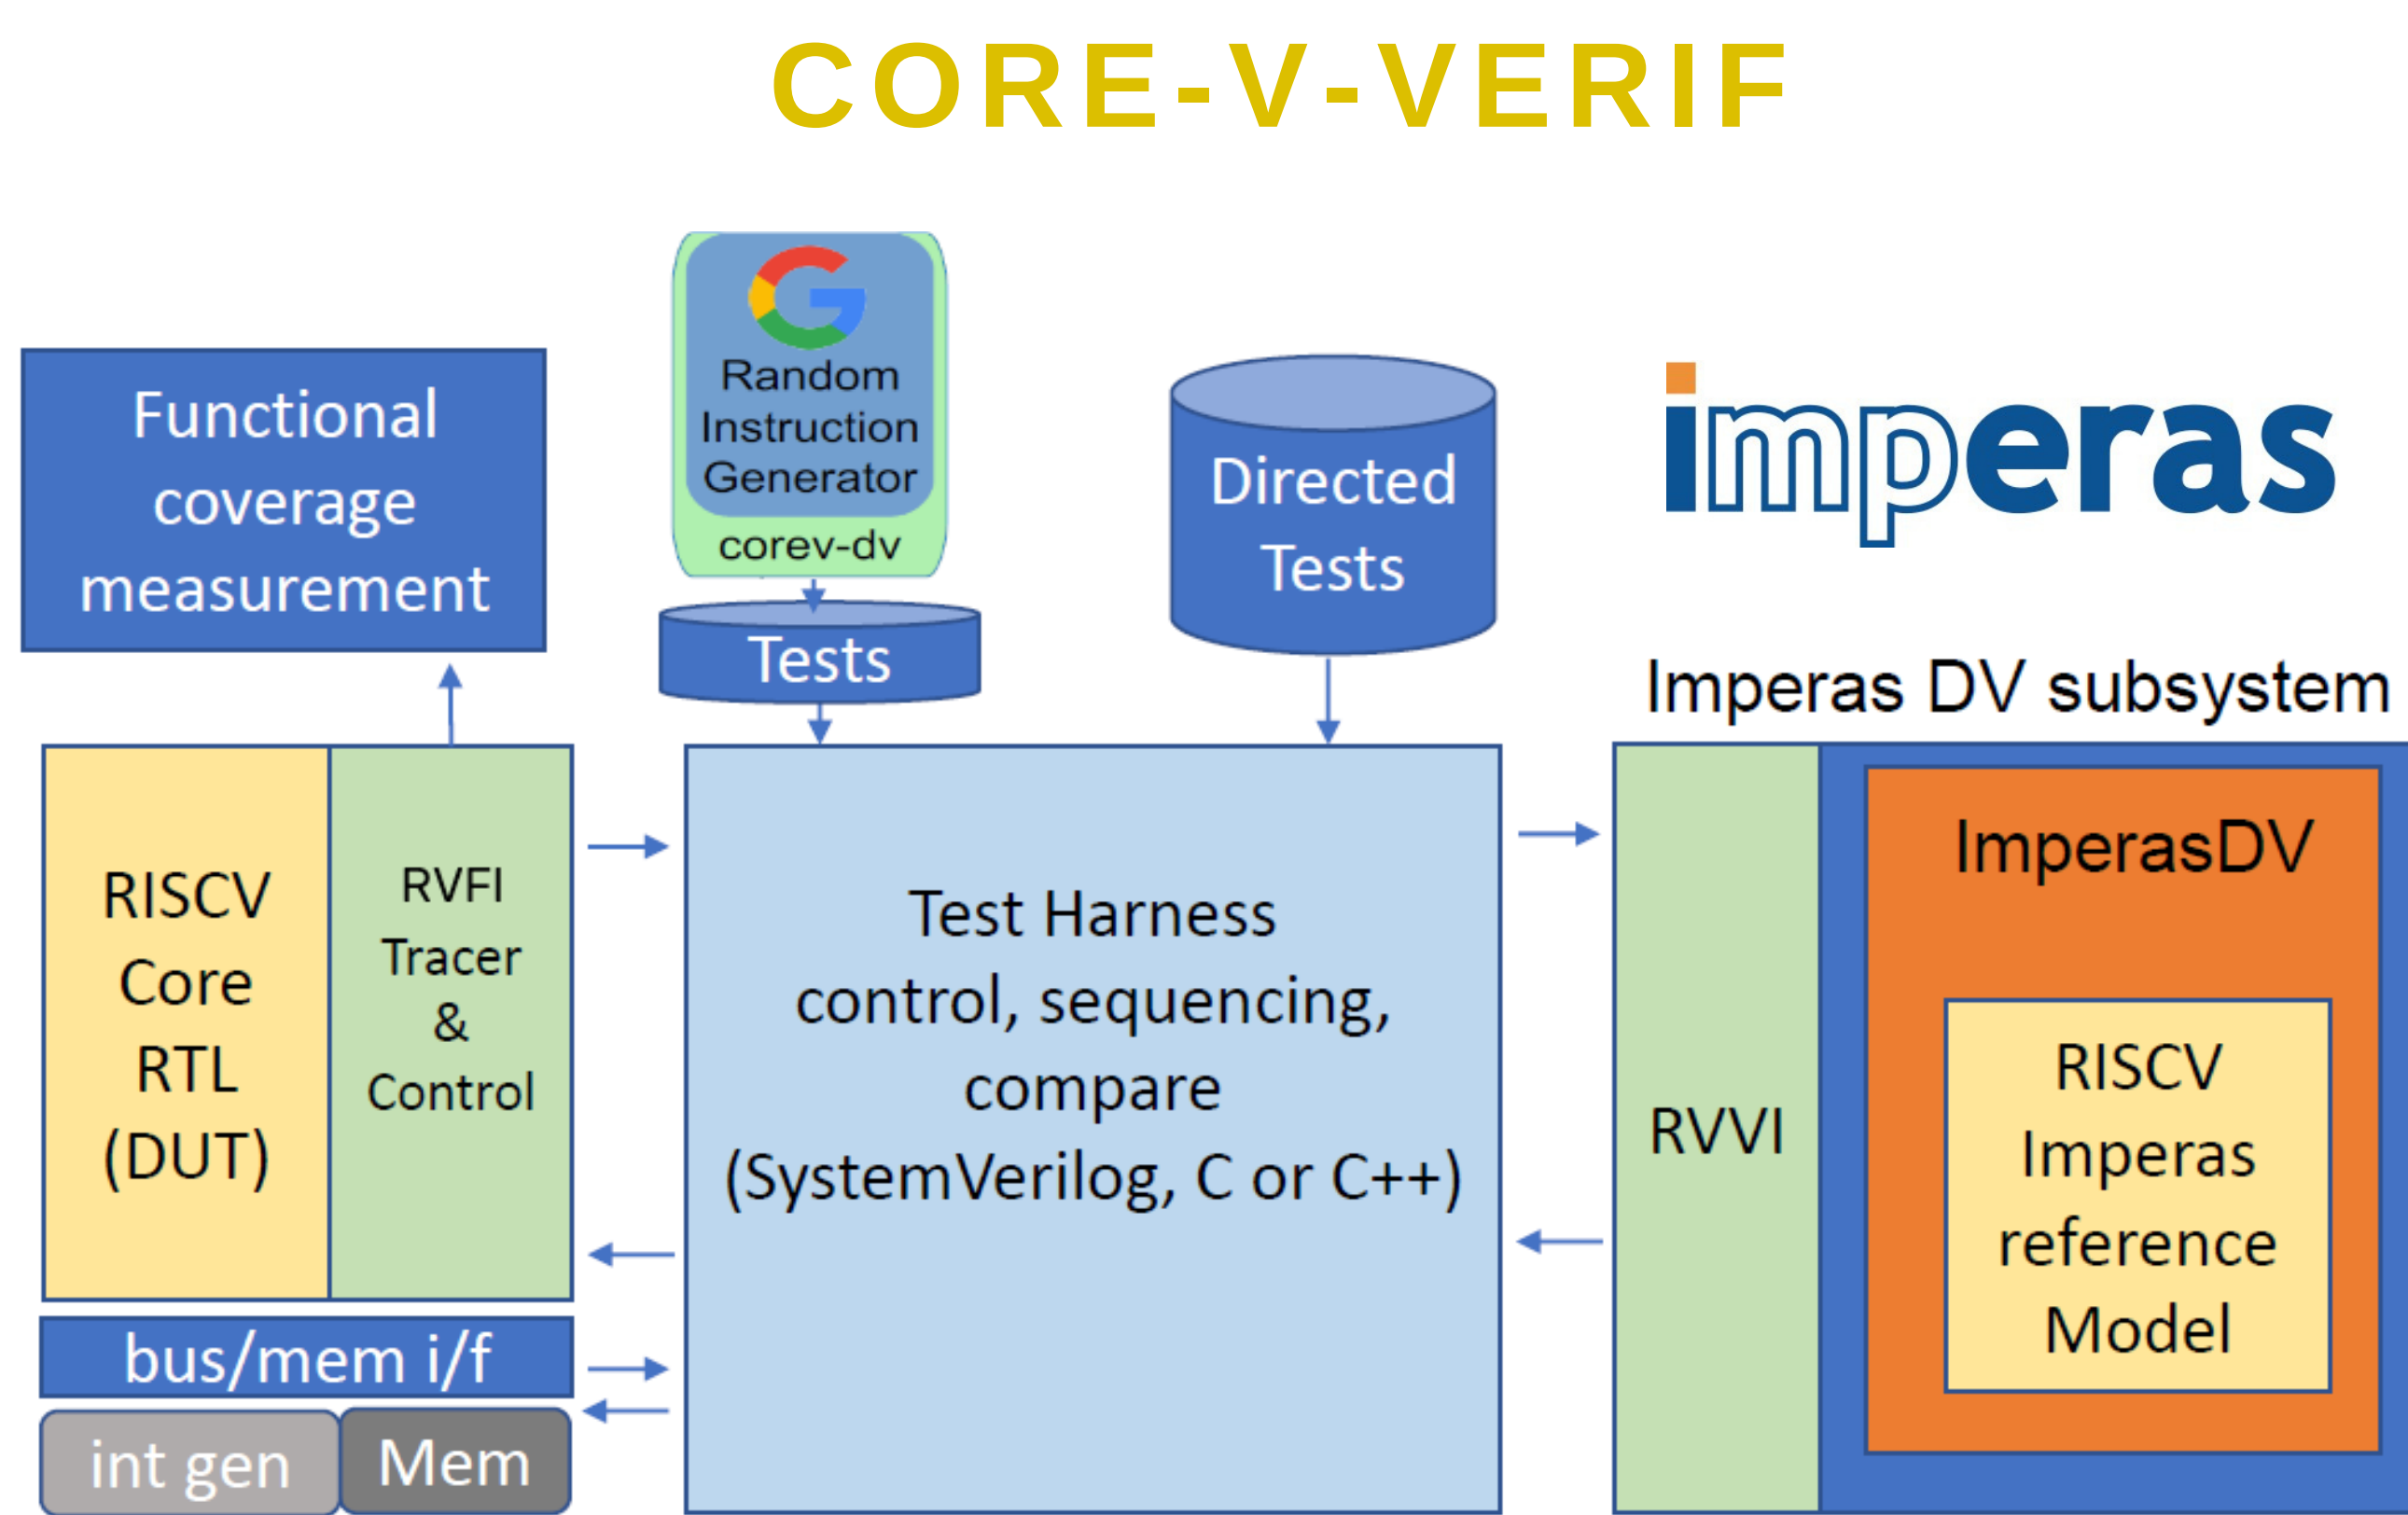 CORE-V-VERIF
Random
Instruction
Generator
corev-dv
Functional
coverage
measurement
Tests
Directed
Tests
imperas
Imperas DV subsystem
RISCV
Core
RTL
(DUT)
RVFI
Tracer
&
Control
Test Harness
control, sequencing,
compare
(SystemVerilog, C or C++)
RVVI
ImperasDV
RISCV
Imperas
reference
Model
bus/mem i/f
int gen
Mem